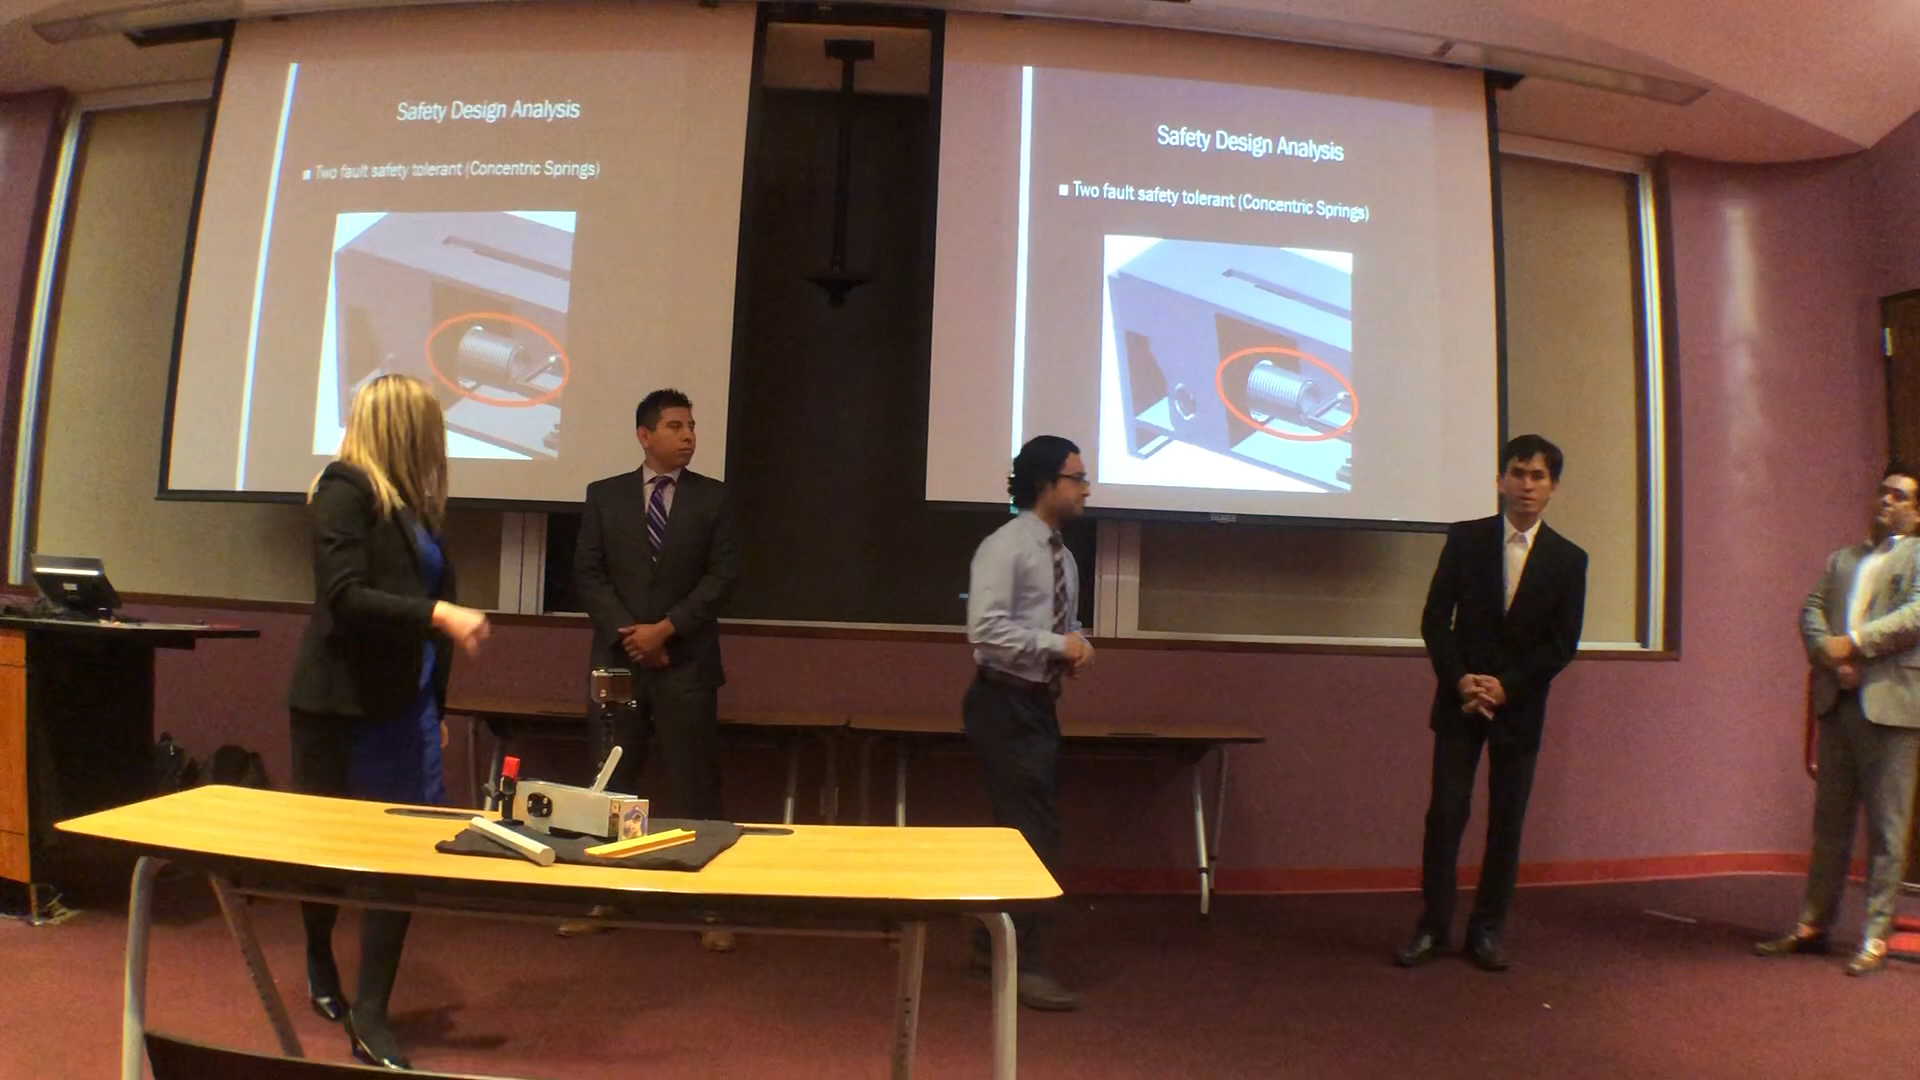 Safety Design Analysis
Two fault safety tolerant (Concentric Springs)
Safety Design Analysis
Two fault safety tolerant (Concentric Springs)